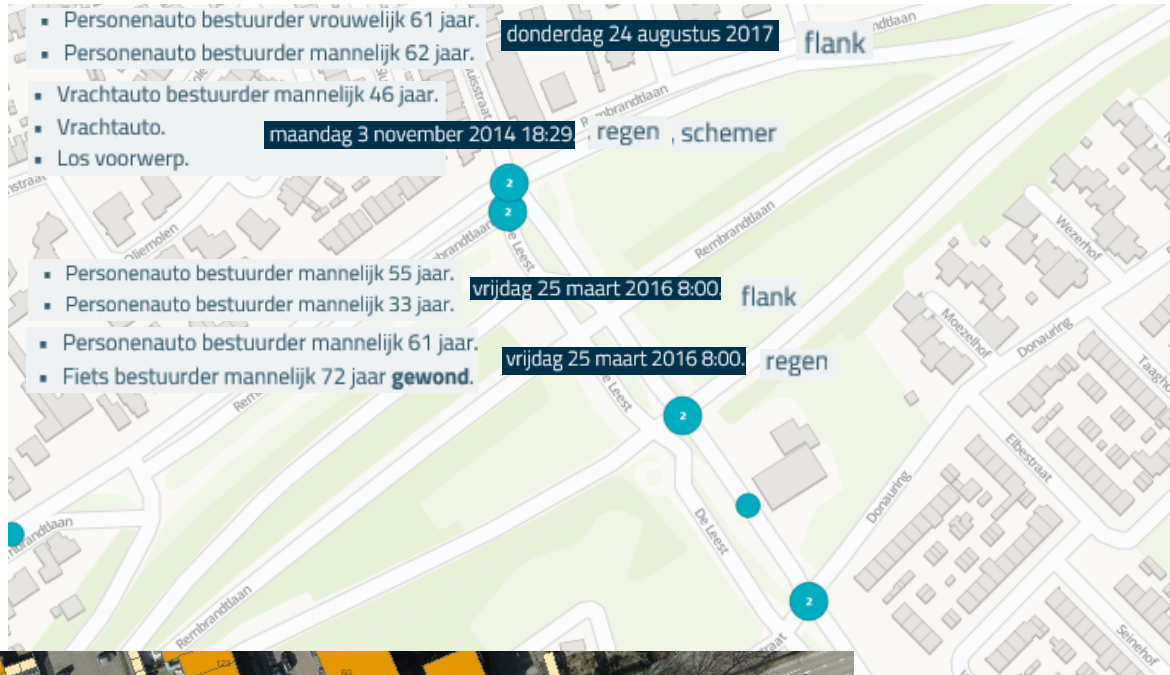 Personenauto bestuurder vrouwelijk 61 jaar.
Personenauto bestuurder mannelijk 62 jaar.
donderdag 24 augustus 2017
flank
Vrachtauto bestuurder mannelijk 46 jaar.
Vrachtauto.
Los voorwerp.
maandag 3 november 2014 18:29.
, regen , schemer
Rembrandtlaan
2
2
De Leest
Rembrandtlaan
Wezerhof
Personenauto bestuurder mannelijk 55 jaar.
Personenauto bestuurder mannelijk 33 jaar.
vrijdag 25 maart 2016 8:00.
flank
Personenauto bestuurder mannelijk 61 jaar.
Fiets bestuurder mannelijk 72 jaar gewond.
vrijdag 25 maart 2016 8:00.
regen
Moezelhof
Donauring
De Leest
2
Elbestraat
Donauring
De Leest
Rembrandtlaan
2
Seinehof
123
60